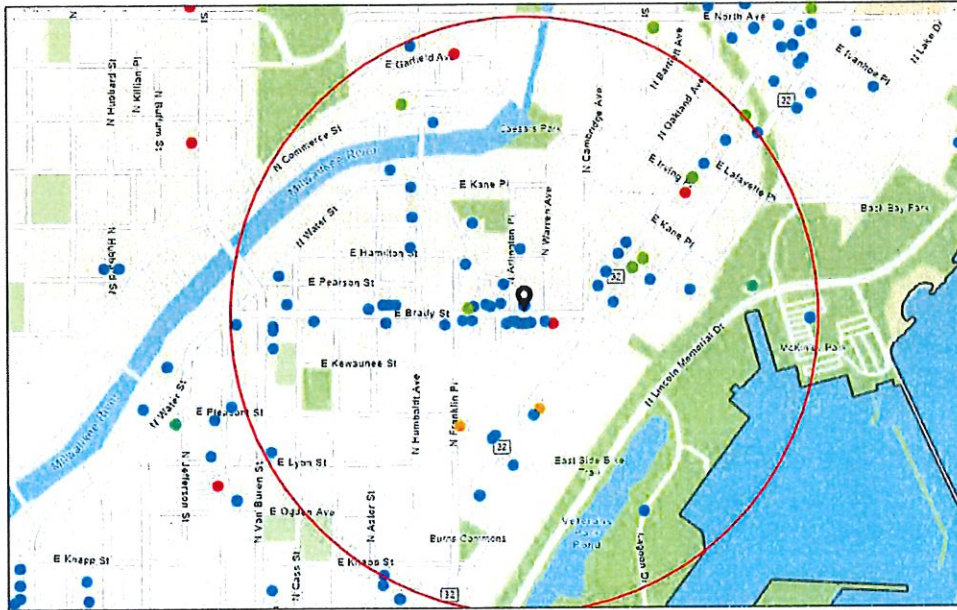 E North Ave
N Lake Dr
E Ivanhoe Pl
N Bartlett Ave
N Oakland Ave
32
E Garfield Ave
N Hubbard St
N Killian Pl
N Buffum St
N Commerce St
Caesars Park
N Cambridge Ave
Milwaukee River
E Irving Pl
E Lafayette Pl
E Kane Pl
N Water St
N Warren Ave
N Arlington Pl
Back Bay Park
E Kane Pl
N Hubbard St
E Hamilton St
E Pearson St
32
E Brady St
McKinley Park
N Lincoln Memorial Dr
E Kewaunee St
N Water St
E Pleasant St
N Humboldt Ave
N Franklin Pl
32
Milwaukee River
N Jefferson St
N Van Buren St
E Lyon St
East Side Bike
Trail
E Ogden Ave
N Astor St
Veterans
Park
Pond
Burns Commons
Lagoon Dr
E Knapp St
N Cass St
E Knapp St
32